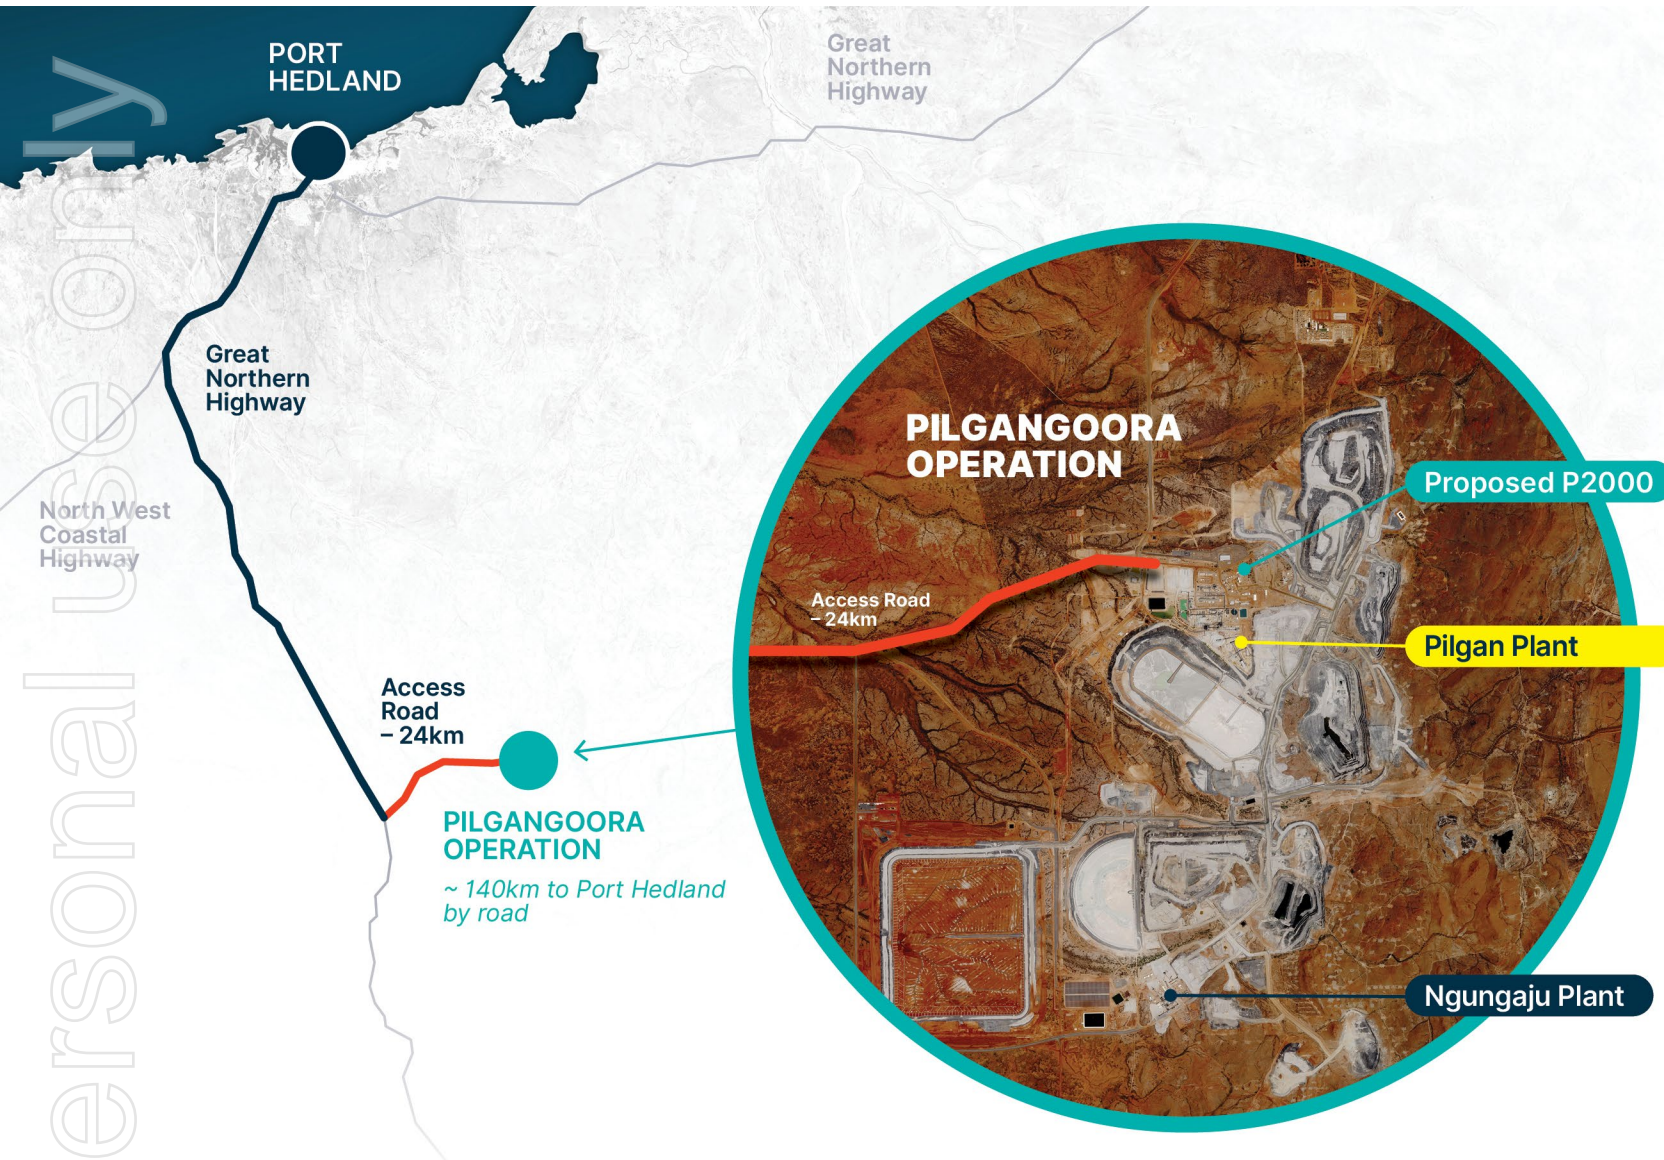 PORT
HEDLAND
Great
Northern
Highway
Great
Northern
Highway
North West
Coastal
Highway
Access
Road
– 24km
PILGANGOORA
OPERATION
~ 140km to Port Hedland
by road
PILGANGOORA
OPERATION
Access Road
– 24km
Proposed P2000
Pilgan Plant
Ngungaju Plant
ersonal use only